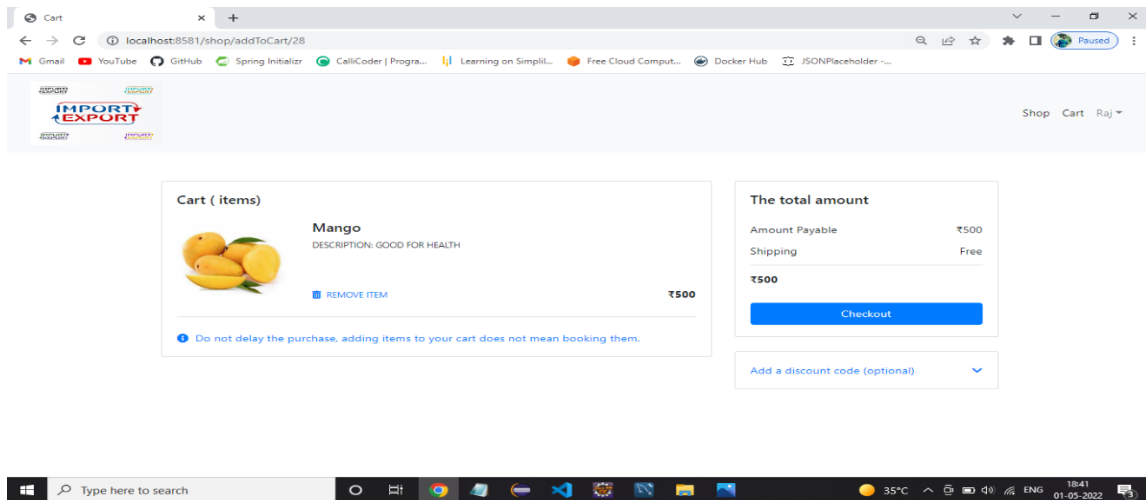 Cart
localhost:8581/shop/addToCart/28
Paused
Gmail YouTube GitHub Spring Initializr CalliCoder | Progra... Learning on Simplil... Free Cloud Comput... Docker Hub JSONPlaceholder -...
IMPORT
EXPORT
Shop Cart Raj
Cart ( items)
Mango
DESCRIPTION: GOOD FOR HEALTH
REMOVE ITEM ₹500
Do not delay the purchase, adding items to your cart does not mean booking them.
The total amount
Amount Payable ₹500
Shipping Free
₹500
Checkout
Add a discount code (optional)
Type here to search
35°C ENG 18:41
01-05-2022